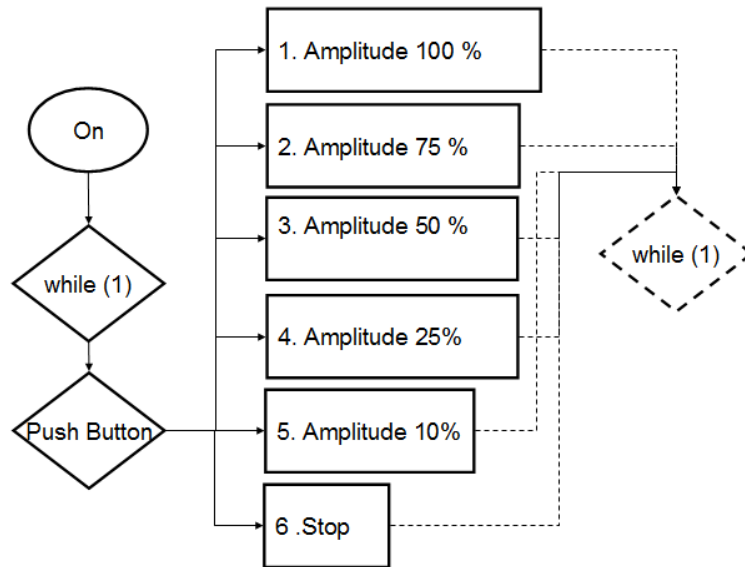 On
while (1)
Push Button
1. Amplitude 100 %
2. Amplitude 75 %
3. Amplitude 50 %
4. Amplitude 25%
5. Amplitude 10%
6 .Stop
while (1)